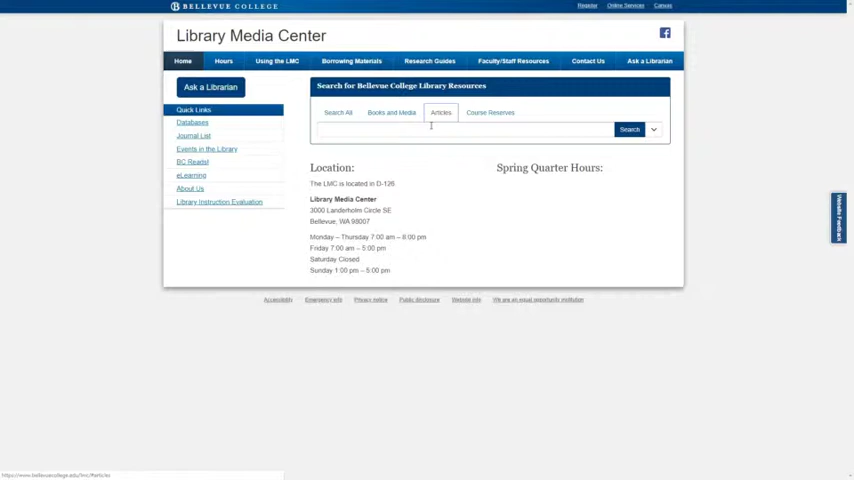 BELLEVUE COLLEGE
Register Online Services Canvas
Library Media Center
Home Hours Using the LMC Borrowing Materials Research Guides Faculty/Staff Resources Contact Us Ask a Librarian
Ask a Librarian
Quick Links
Databases
Journal List
Events in the Library
BC Reads!
eLearning
About Us
Library Instruction Evaluation
Search for Bellevue College Library Resources
Search All Books and Media Articles Course Reserves
Search
Location:
The LMC is located in D-126
Library Media Center
3000 Landerholm Circle SE
Bellevue, WA 98007
Monday – Thursday 7:00 am – 8:00 pm
Friday 7:00 am – 5:00 pm
Saturday Closed
Sunday 1:00 pm – 5:00 pm
Spring Quarter Hours:
Website Feedback
Accessibility Emergency info Privacy notice Public disclosure Website info We are an equal opportunity institution